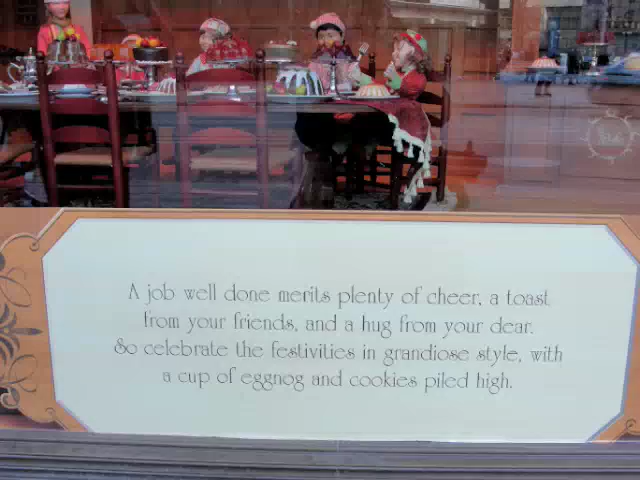 A job well done merits plenty of cheer, a toast
from your friends, and a hug from your dear.
So celebrate the festivities in grandiose style, with
a cup of eggnog and cookies piled high.